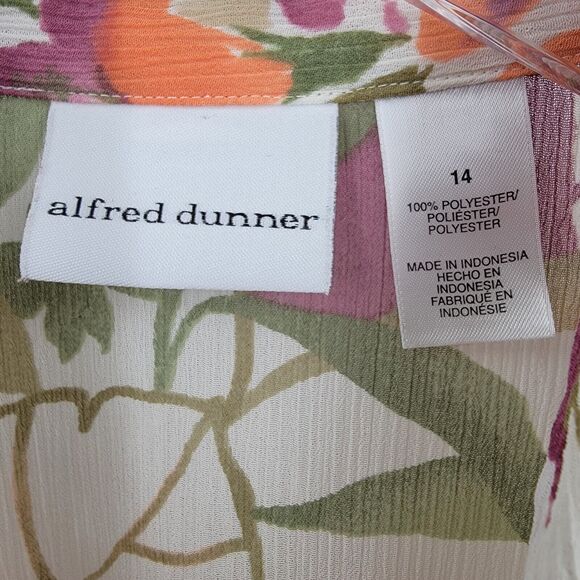 alfred dunner
14
100% POLYESTER/
POLIÉSTER/
POLYESTER
MADE IN INDONESIA
HECHO EN
INDONESIA
FABRIQUÉ EN
INDONÉSIE